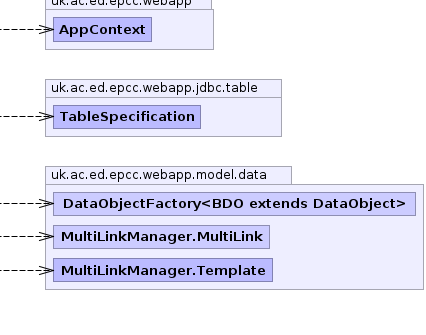 uk.ac.ed.epcc.webapp
AppContext
uk.ac.ed.epcc.webapp.jdbc.table
TableSpecification
uk.ac.ed.epcc.webapp.model.data
DataObjectFactory<BDO extends DataObject>
MultiLinkManager.MultiLink
MultiLinkManager.Template